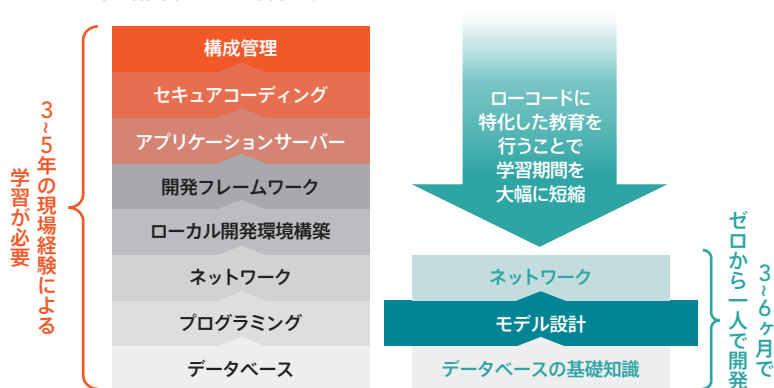 3~5年の現場経験による
学習が必要
構成管理
セキュアコーディング
アプリケーションサーバー
開発フレームワーク
ローカル開発環境構築
ネットワーク
プログラミング
データベース
ローコードに
特化した教育を
行うことで
学習期間を
大幅に短縮
ネットワーク
モデル設計
データベースの基礎知識
3~6ヶ月で
ゼロから一人で開発